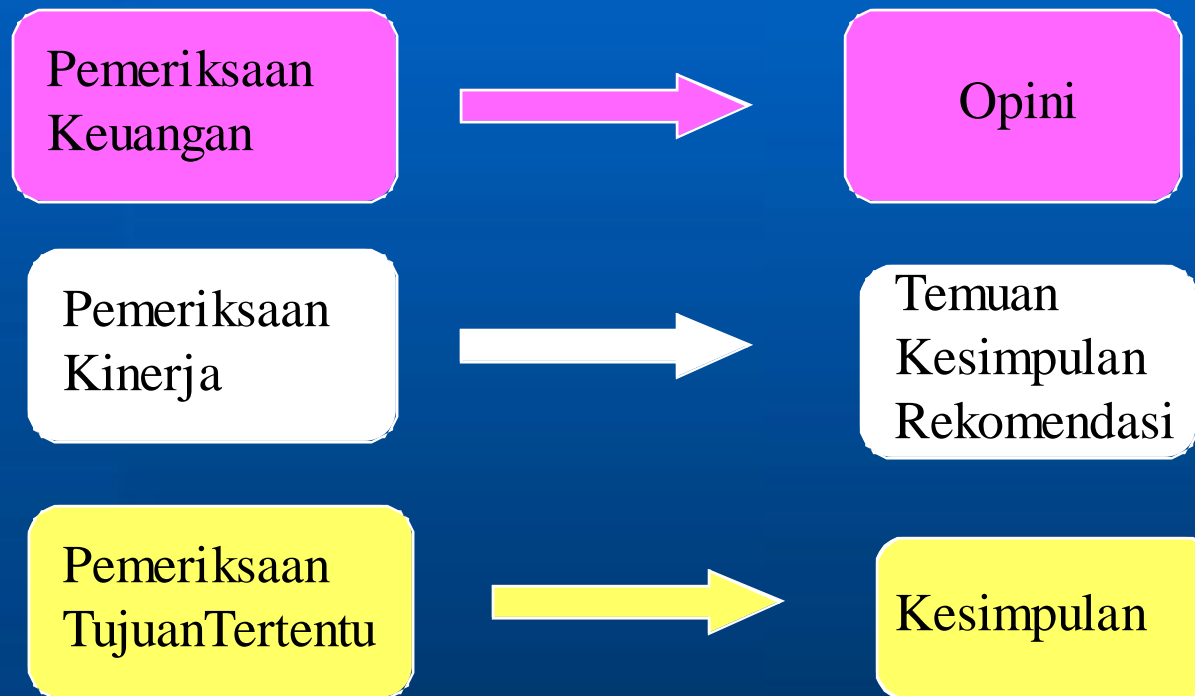 Pemeriksaan
Keuangan
Opini
Pemeriksaan
Kinerja
Temuan
Kesimpulan
Rekomendasi
Pemeriksaan
TujuanTertentu
Kesimpulan